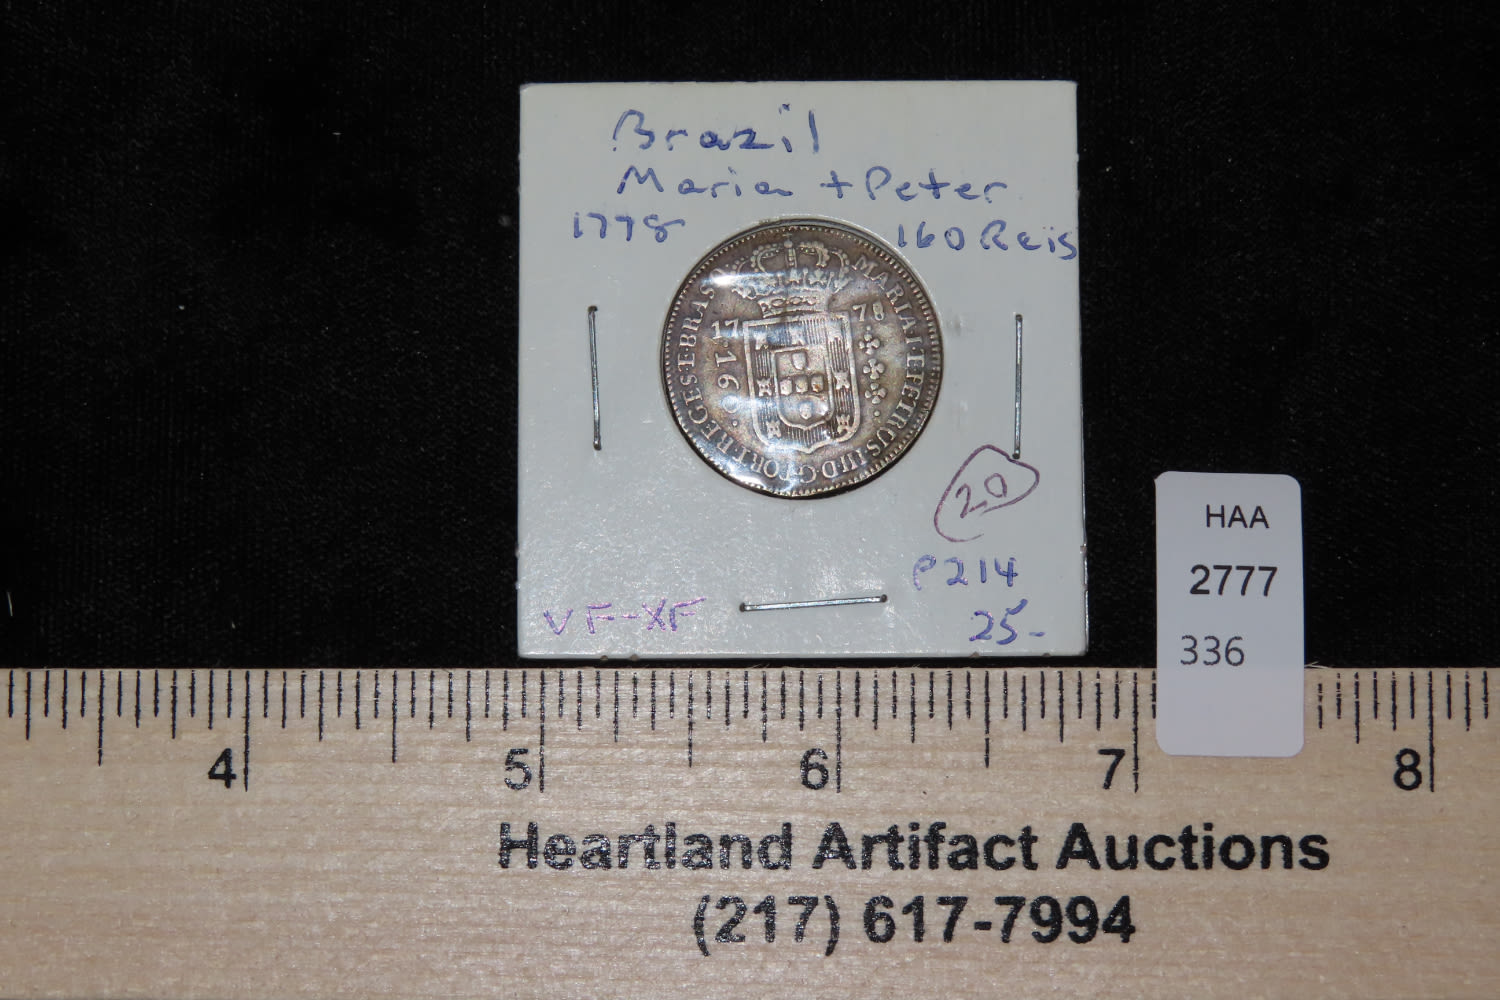 Brazil
Maria + Peter
1778 160 Reis
MARIA·I·E·PETRUS·III·D·G·PORT·REGES·E·BRAS
17 78
·160·
20
P214
VF-XF
25-
HAA
2777
336
4 5 6 7 8
Heartland Artifact Auctions
(217) 617-7994